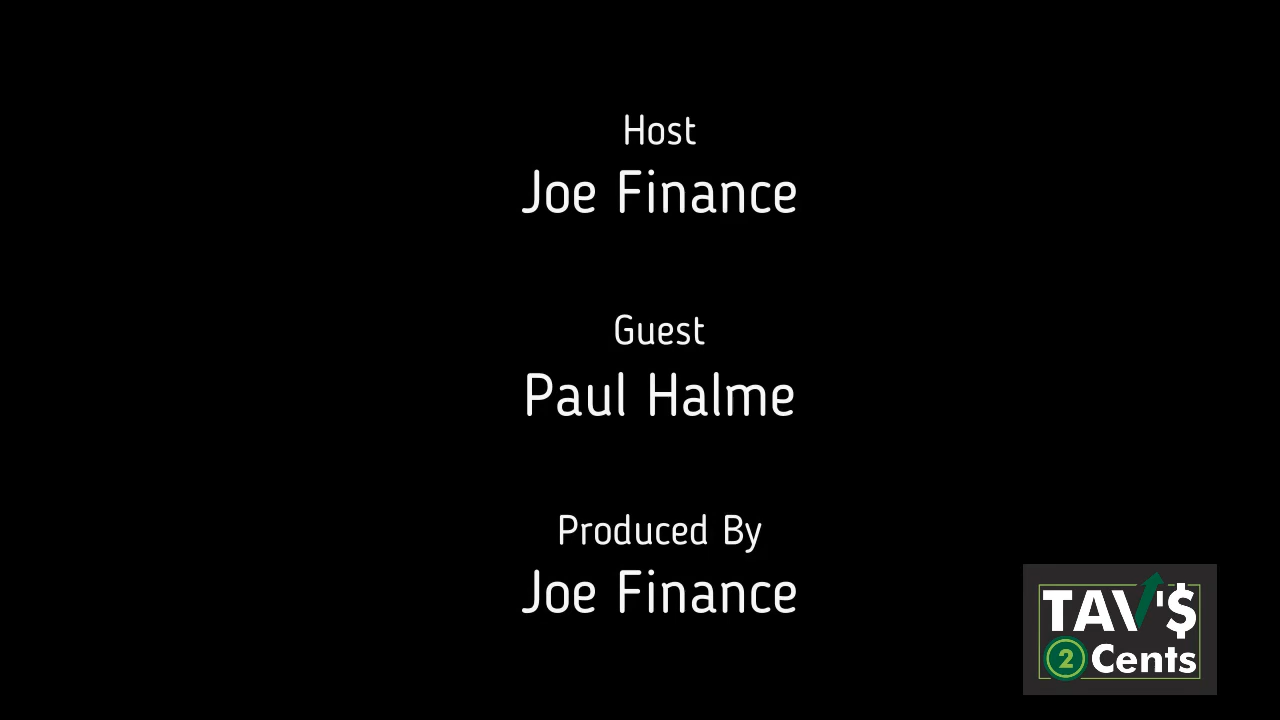 Host
Joe Finance
Guest
Paul Halme
Produced By
Joe Finance
TAV'$
2 Cents